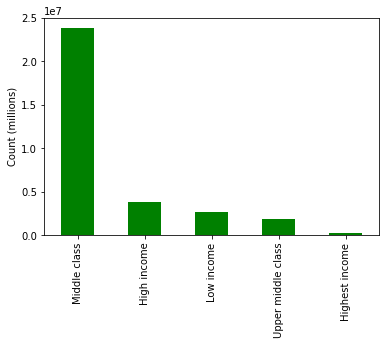 1e7
2.5
2.0
1.5
1.0
0.5
0.0
Count (millions)
Middle class
High income
Low income
Upper middle class
Highest income